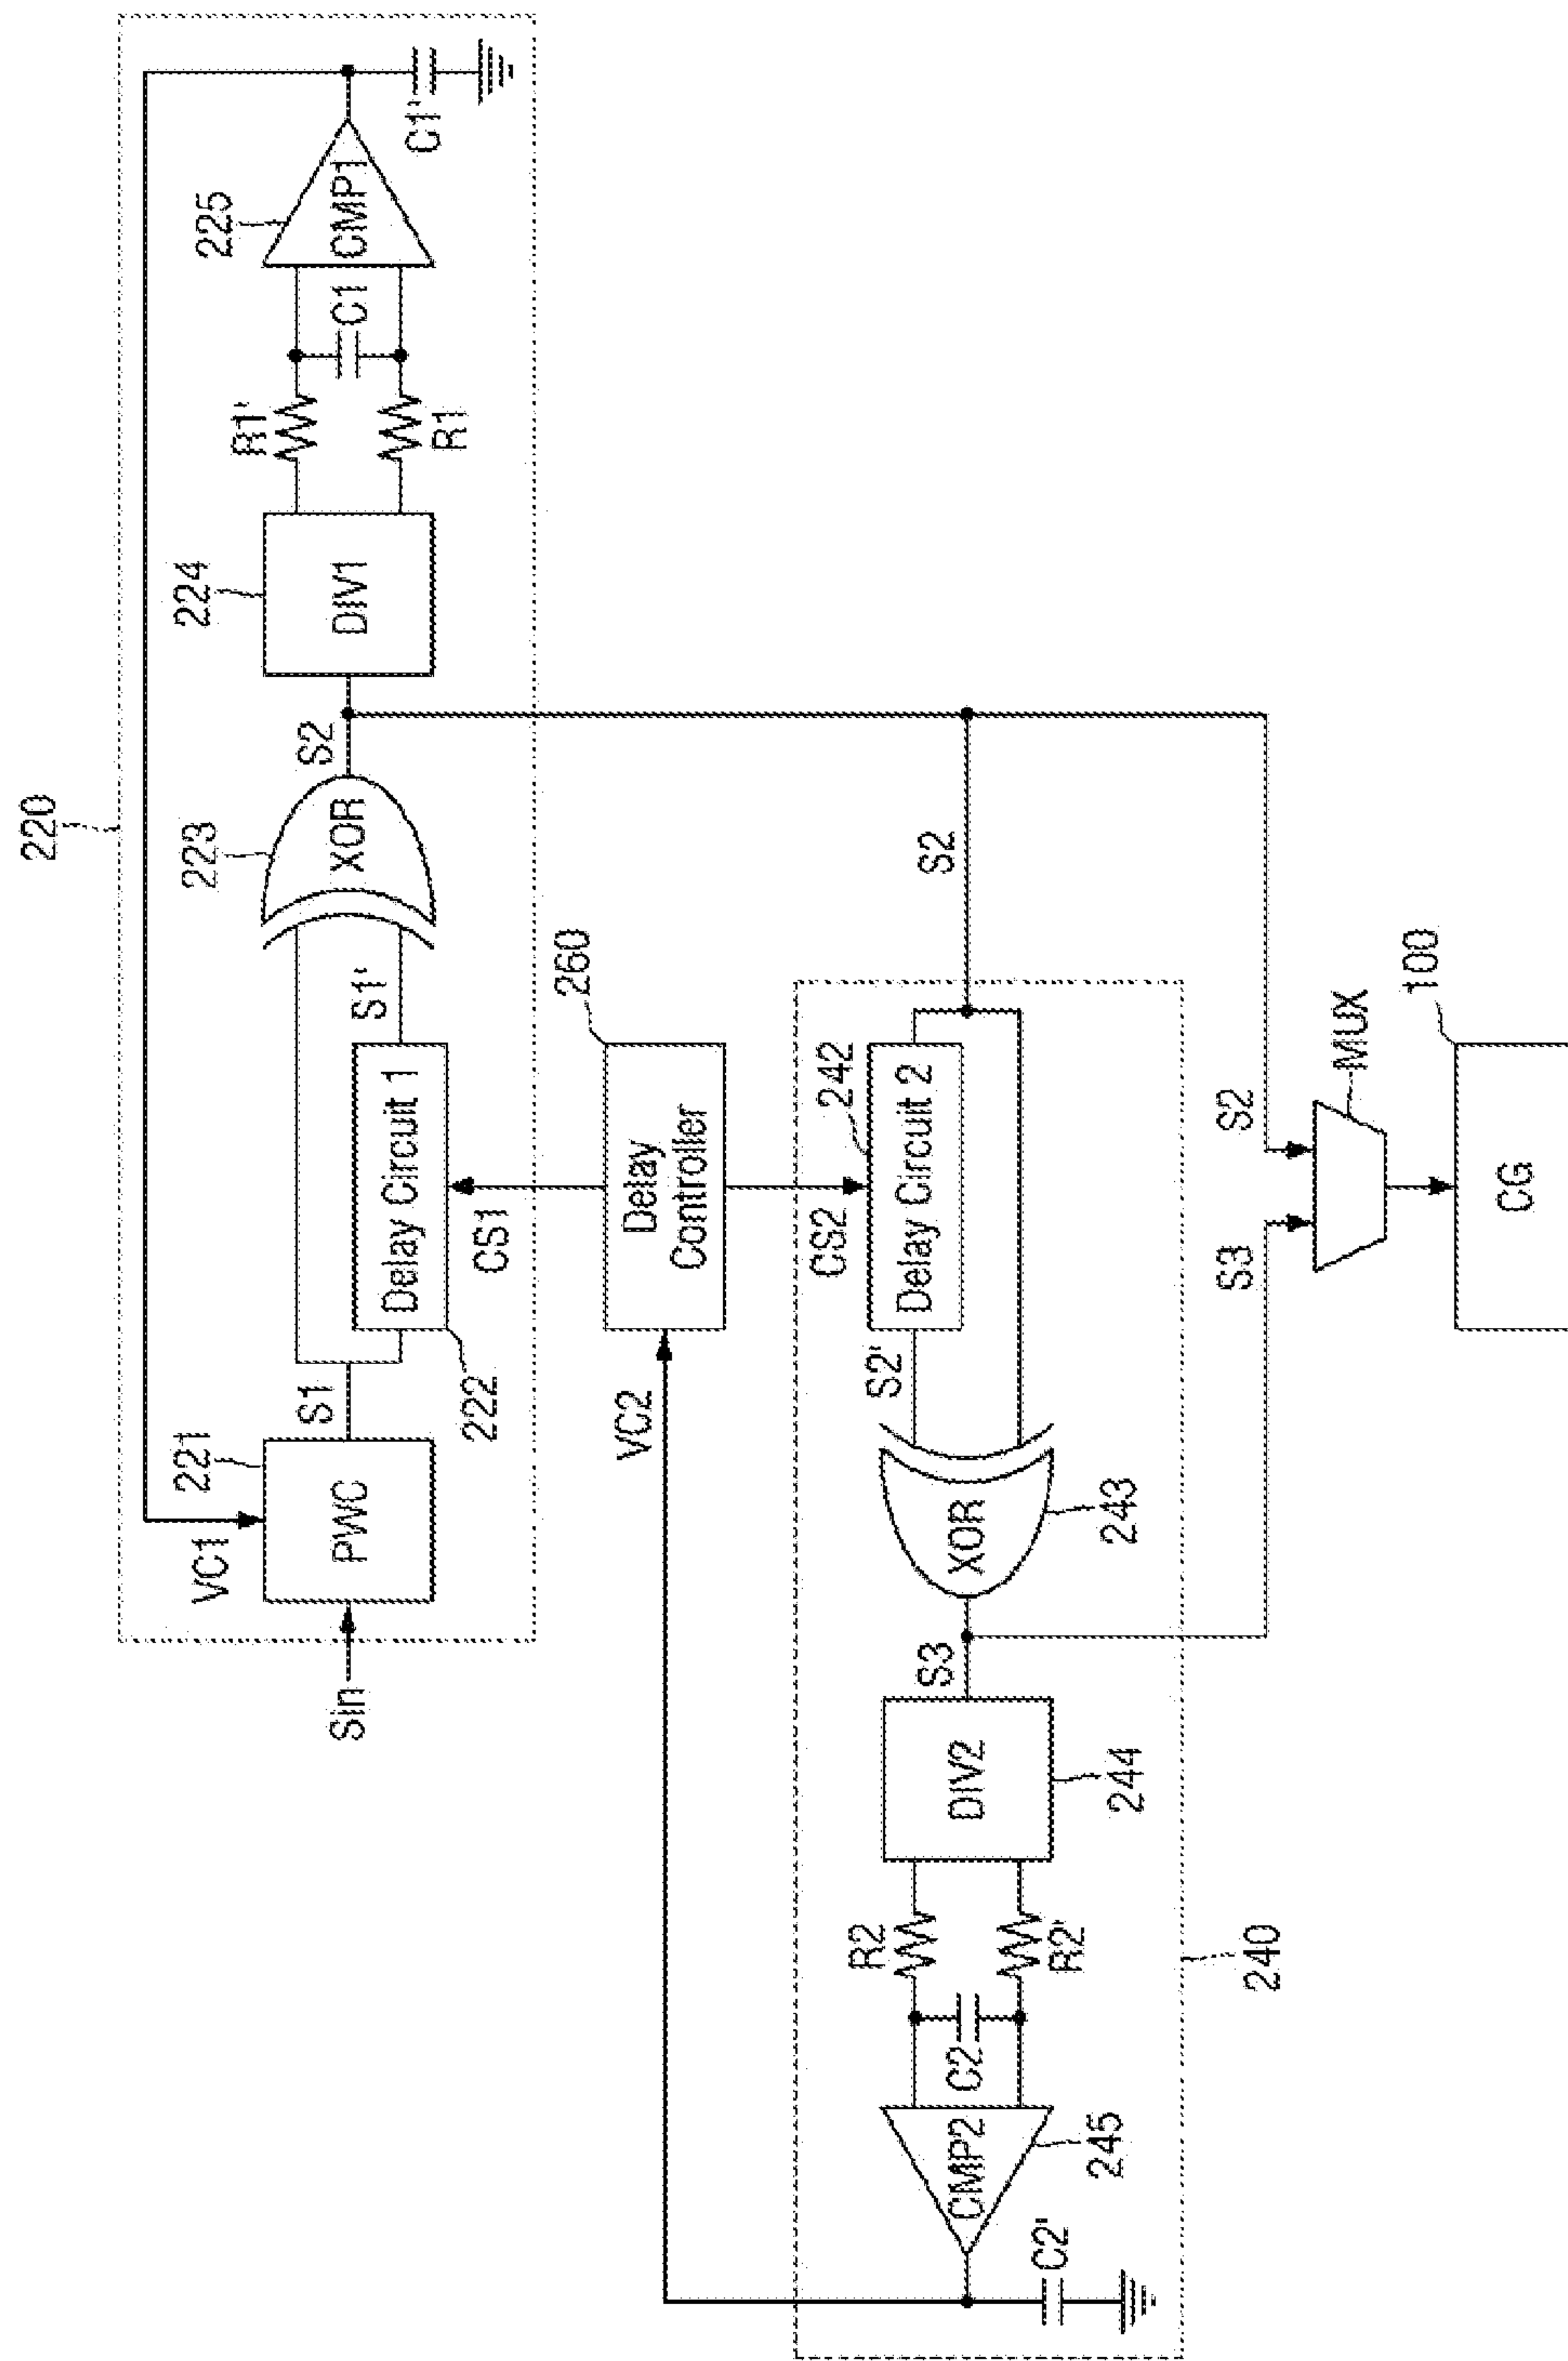 220
VC1
221
Sin
PWC
S1
222
Delay Circuit 1
S1'
223
XOR
S2
224
DIV1
R1'
R1
C1
225
CMP1
C1'
CS1
260
Delay
Controller
VC2
CS2
242
Delay Circuit 2
S2
S2'
243
XOR
S3
244
DIV2
R2
R2'
C2
245
CMP2
C2'
240
S3
S2
MUX
100
CG